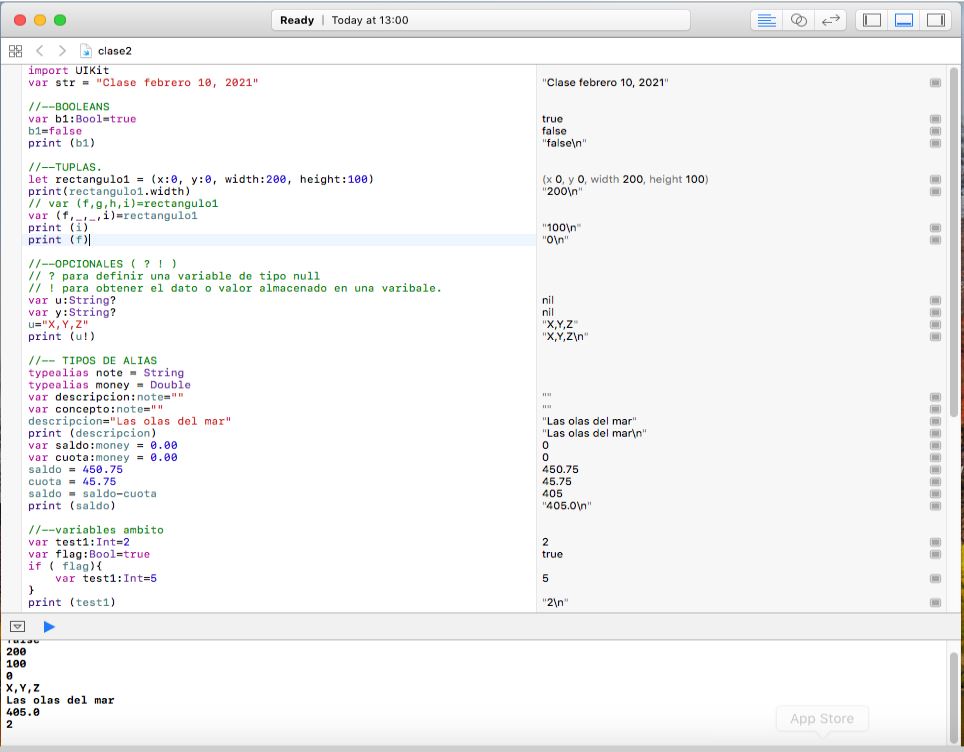 Ready | Today at 13:00
clase2
import UIKit
var str = "Clase febrero 10, 2021"
"Clase febrero 10, 2021"
//--BOOLEANS
var b1:Bool=true
true
b1=false
false
print (b1)
"false\n"
//--TUPLAS.
let rectangulo1 = (x:0, y:0, width:200, height:100)
(x 0, y 0, width 200, height 100)
print(rectangulo1.width)
"200\n"
// var (f,g,h,i)=rectangulo1
var (f,_,_,i)=rectangulo1
print (i)
"100\n"
print (f)
"0\n"
//--OPCIONALES ( ? ! )
// ? para definir una variable de tipo null
// ! para obtener el dato o valor almacenado en una varibale.
var u:String?
nil
var y:String?
nil
u="X,Y,Z"
"X,Y,Z"
print (u!)
"X,Y,Z\n"
//-- TIPOS DE ALIAS
typealias note = String
typealias money = Double
var descripcion:note=""
""
var concepto:note=""
""
descripcion="Las olas del mar"
"Las olas del mar"
print (descripcion)
"Las olas del mar\n"
var saldo:money = 0.00
0
var cuota:money = 0.00
0
saldo = 450.75
450.75
cuota = 45.75
45.75
saldo = saldo-cuota
405
print (saldo)
"405.0\n"
//--variables ambito
var test1:Int=2
2
var flag:Bool=true
true
if ( flag){
var test1:Int=5
5
}
print (test1)
"2\n"
false
200
100
0
X,Y,Z
Las olas del mar
405.0
2
App Store